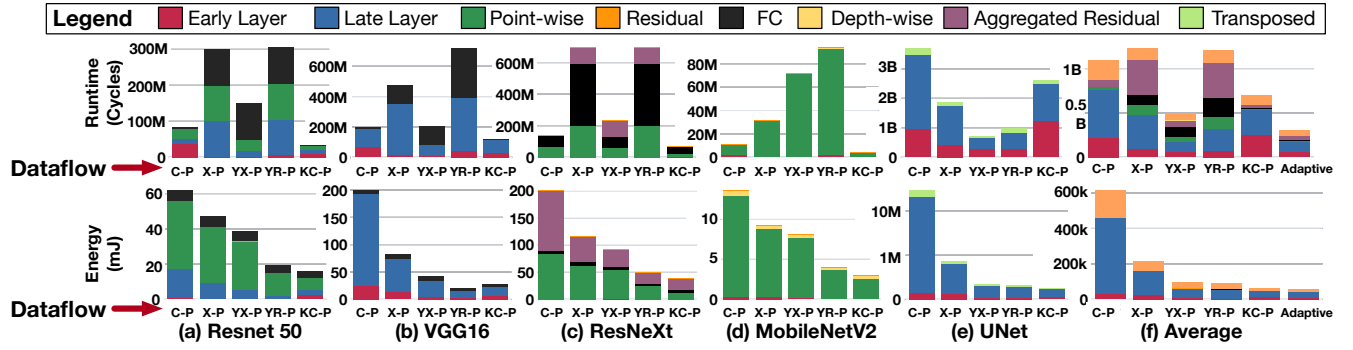 Legend Early Layer Late Layer Point-wise Residual FC Depth-wise Aggregated Residual Transposed
Runtime
(Cycles)
300M
200M
100M
0
600M
400M
200M
0
600M
500M
400M
300M
200M
100M
0
80M
60M
40M
20M
0
3B
2B
1B
0
1B
0.5
B
0
Dataflow
C-P X-P YX-P YR-P KC-P
C-P X-P YX-P YR-P KC-P
C-P X-P YX-P YR-P KC-P
C-P X-P YX-P YR-P KC-P
C-P X-P YX-P YR-P KC-P
C-P X-P YX-P YR-P KC-P Adaptive
Energy
(mJ)
60
40
20
0
200
150
100
50
0
200
150
100
50
0
10
5
0
10M
1M
0
600k
400k
200k
0
Dataflow
C-P X-P YX-P YR-P KC-P
C-P X-P YX-P YR-P KC-P
C-P X-P YX-P YR-P KC-P
C-P X-P YX-P YR-P KC-P
C-P X-P YX-P YR-P KC-P
C-P X-P YX-P YR-P KC-P Adaptive
(a) Resnet 50
(b) VGG16
(c) ResNeXt
(d) MobileNetV2
(e) UNet
(f) Average